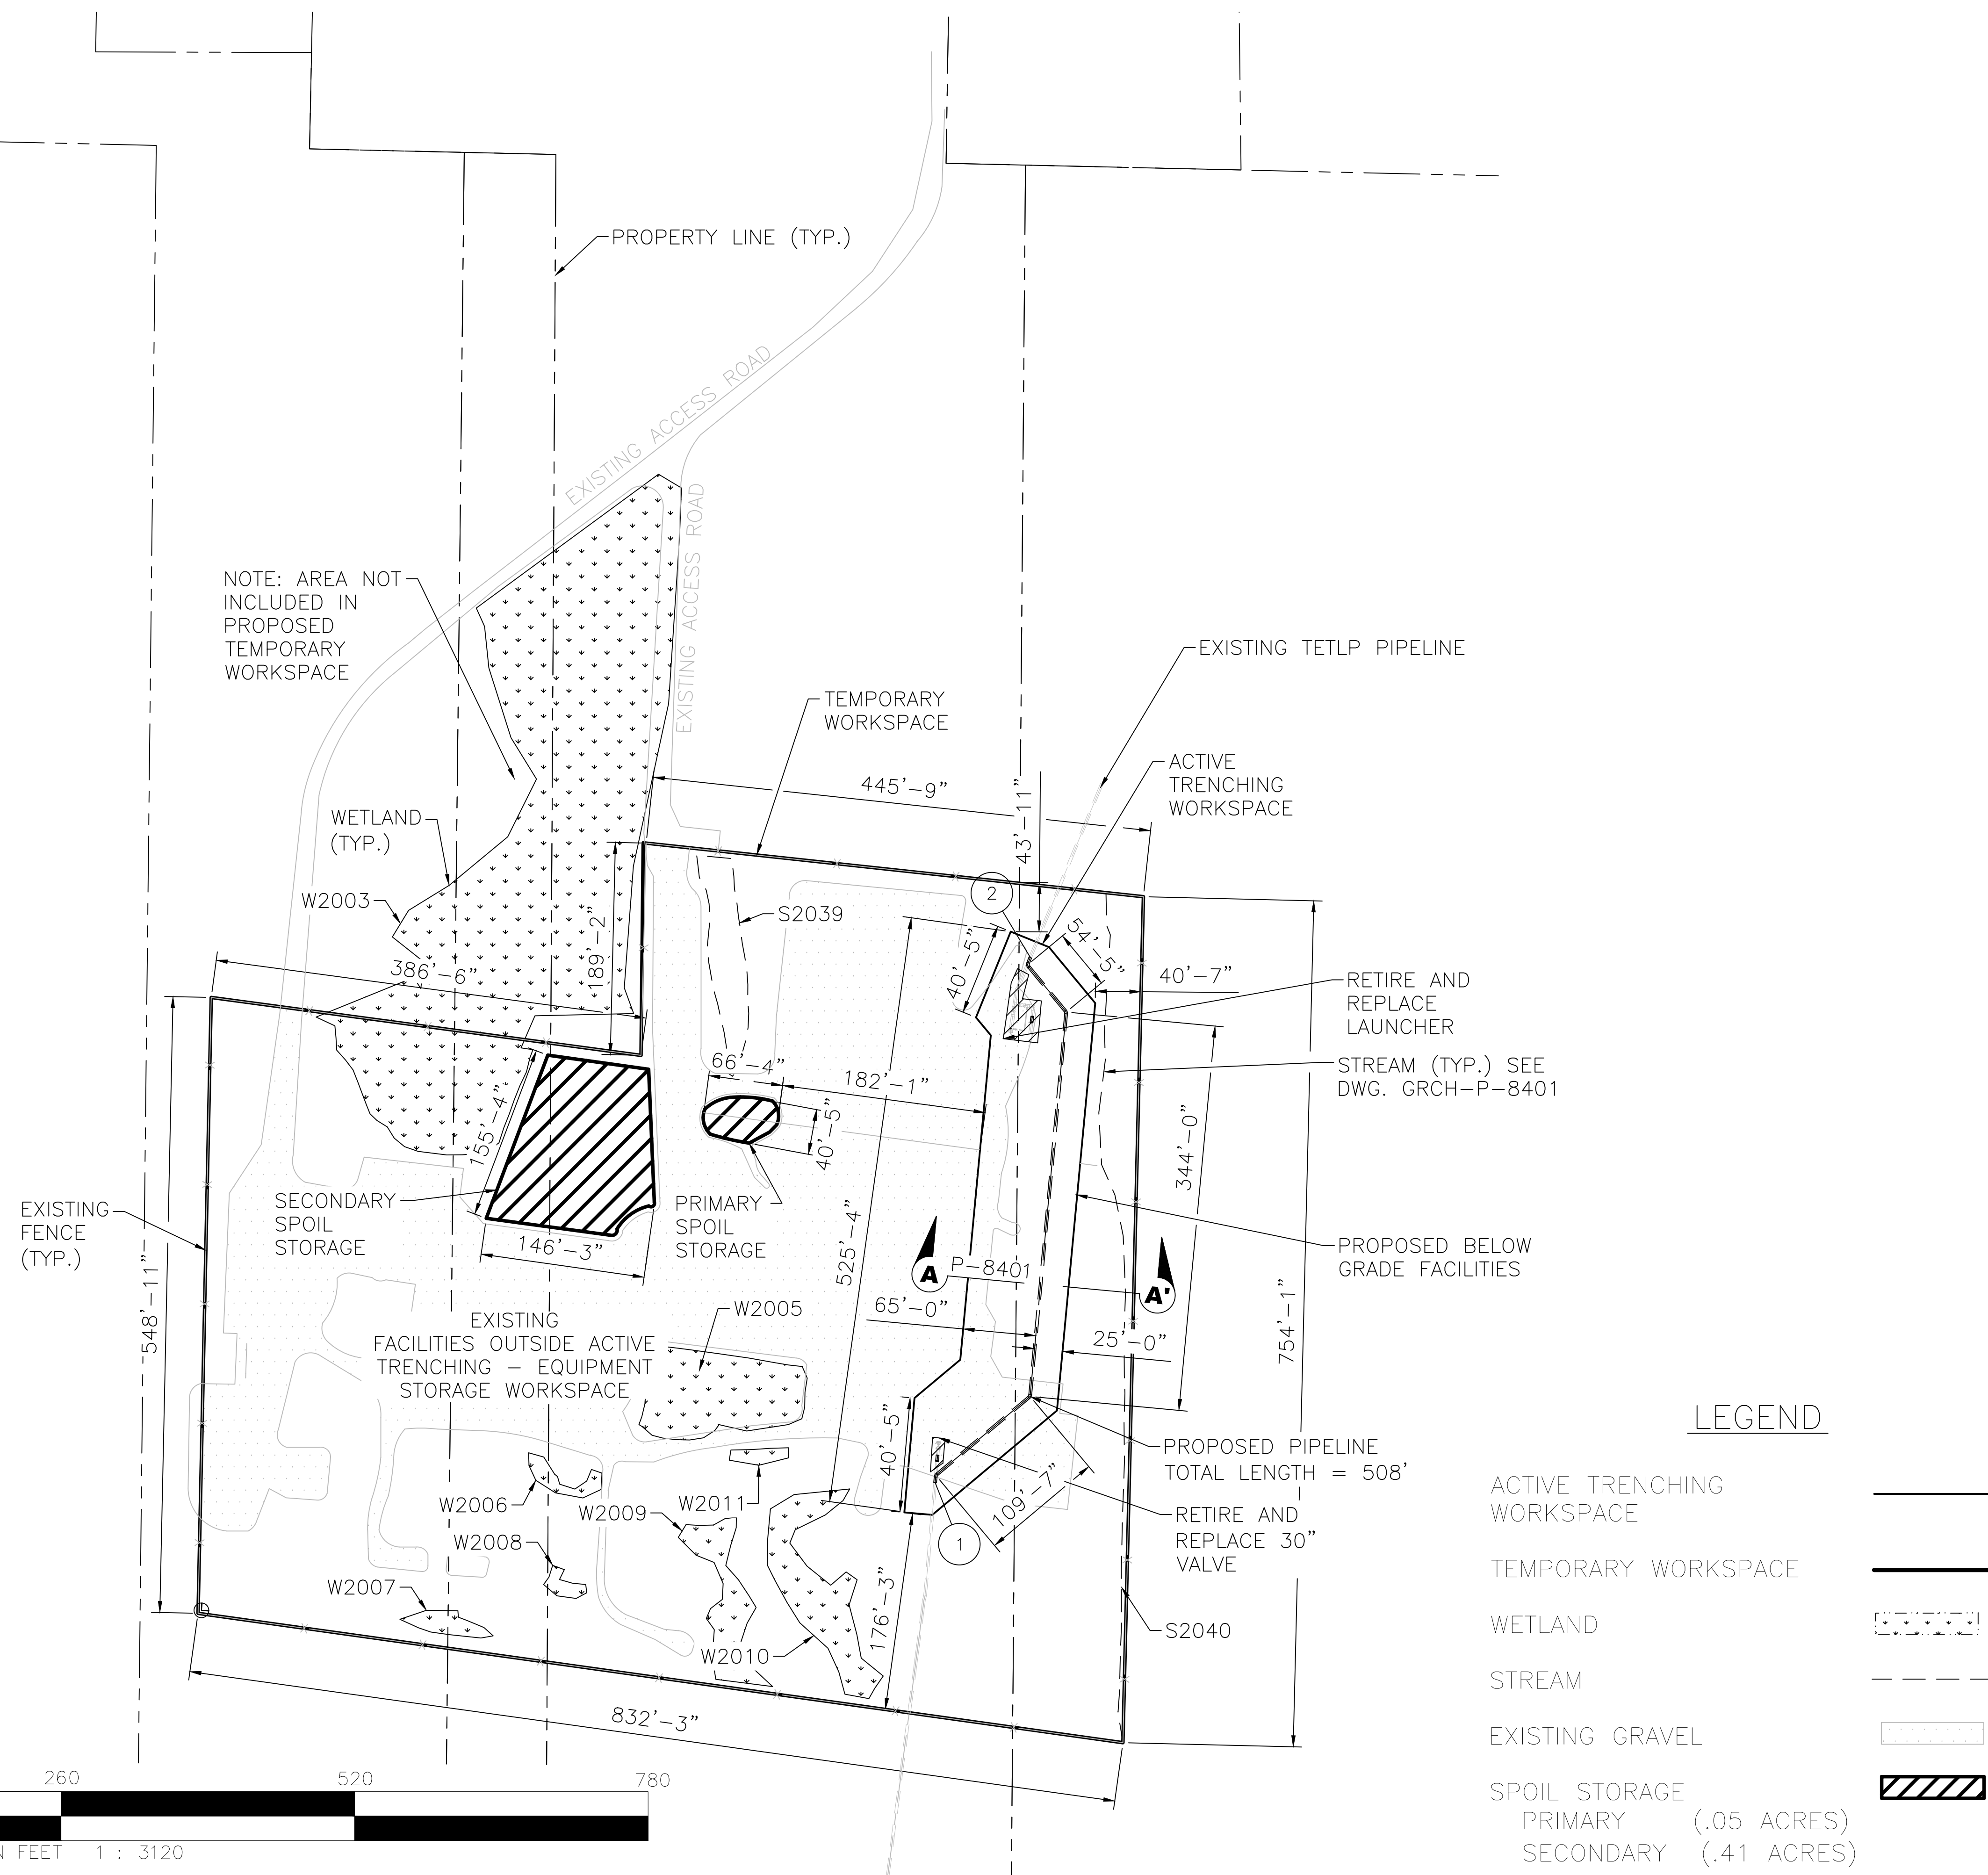 PROPERTY LINE (TYP.)
EXISTING ACCESS ROAD
EXISTING ACCESS ROAD
NOTE: AREA NOT
INCLUDED IN
PROPOSED
TEMPORARY
WORKSPACE
EXISTING TETLP PIPELINE
TEMPORARY
WORKSPACE
ACTIVE
TRENCHING
WORKSPACE
445'-9"
43'-11"
WETLAND
(TYP.)
W2003
2
S2039
189'-2"
386'-6"
40'-5"
54'-5"
40'-7"
RETIRE AND
REPLACE
LAUNCHER
STREAM (TYP.) SEE
DWG. GRCH-P-8401
66'-4"
182'-1"
155'-4"
40'-5"
344'-0"
EXISTING
FENCE
(TYP.)
SECONDARY
SPOIL
STORAGE
PRIMARY
SPOIL
STORAGE
146'-3"
525'-4"
548'-11"
A
P-8401
A'
PROPOSED BELOW
GRADE FACILITIES
W2005
65'-0"
25'-0"
754'-1"
EXISTING
FACILITIES OUTSIDE ACTIVE
TRENCHING - EQUIPMENT
STORAGE WORKSPACE
40'-5"
PROPOSED PIPELINE
TOTAL LENGTH = 508'
109'-7"
W2006
W2009
W2011
W2008
1
RETIRE AND
REPLACE 30"
VALVE
W2007
176'-3"
W2010
S2040
832'-3"
LEGEND
ACTIVE TRENCHING
WORKSPACE
TEMPORARY WORKSPACE
WETLAND
STREAM
EXISTING GRAVEL
SPOIL STORAGE
PRIMARY (.05 ACRES)
SECONDARY (.41 ACRES)
260 520 780
N FEET 1 : 3120